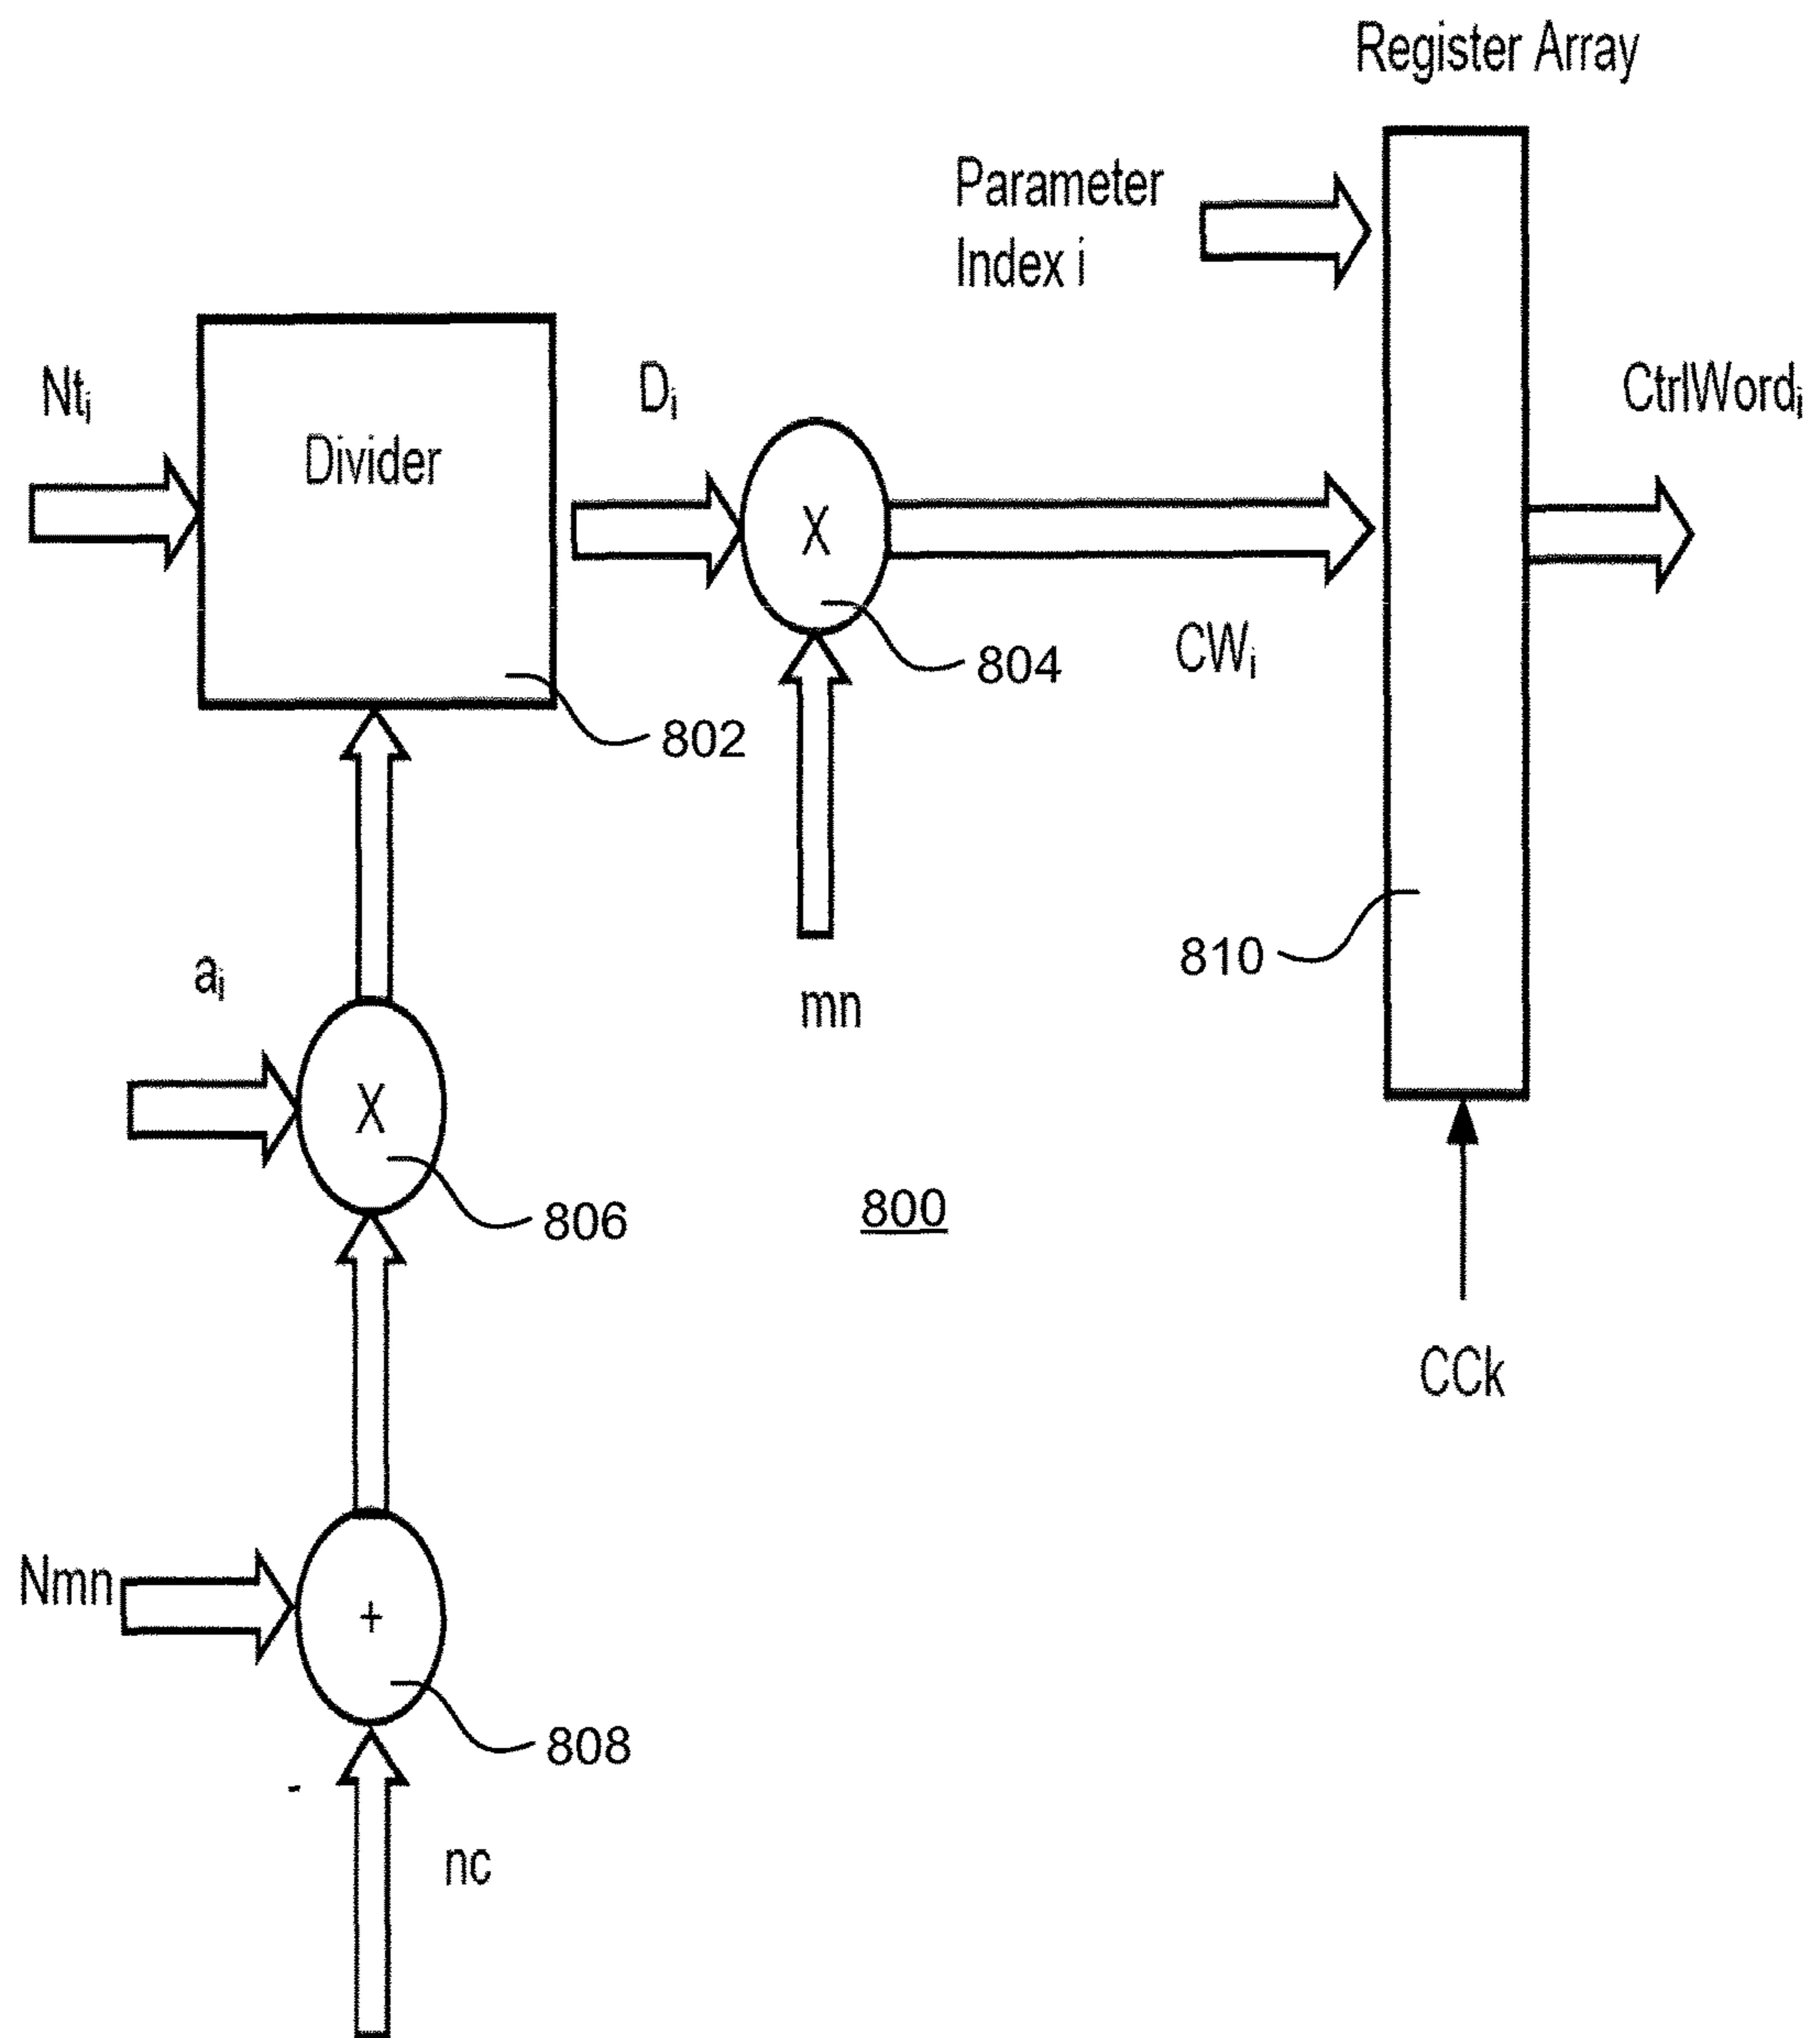 Register Array
Parameter
Index i
Ntᵢ
Divider
Dᵢ
CtrlWordᵢ
X
804
CWᵢ
802
aᵢ
mn
810
X
806
800
CCk
Nmn
+
808
-
nc